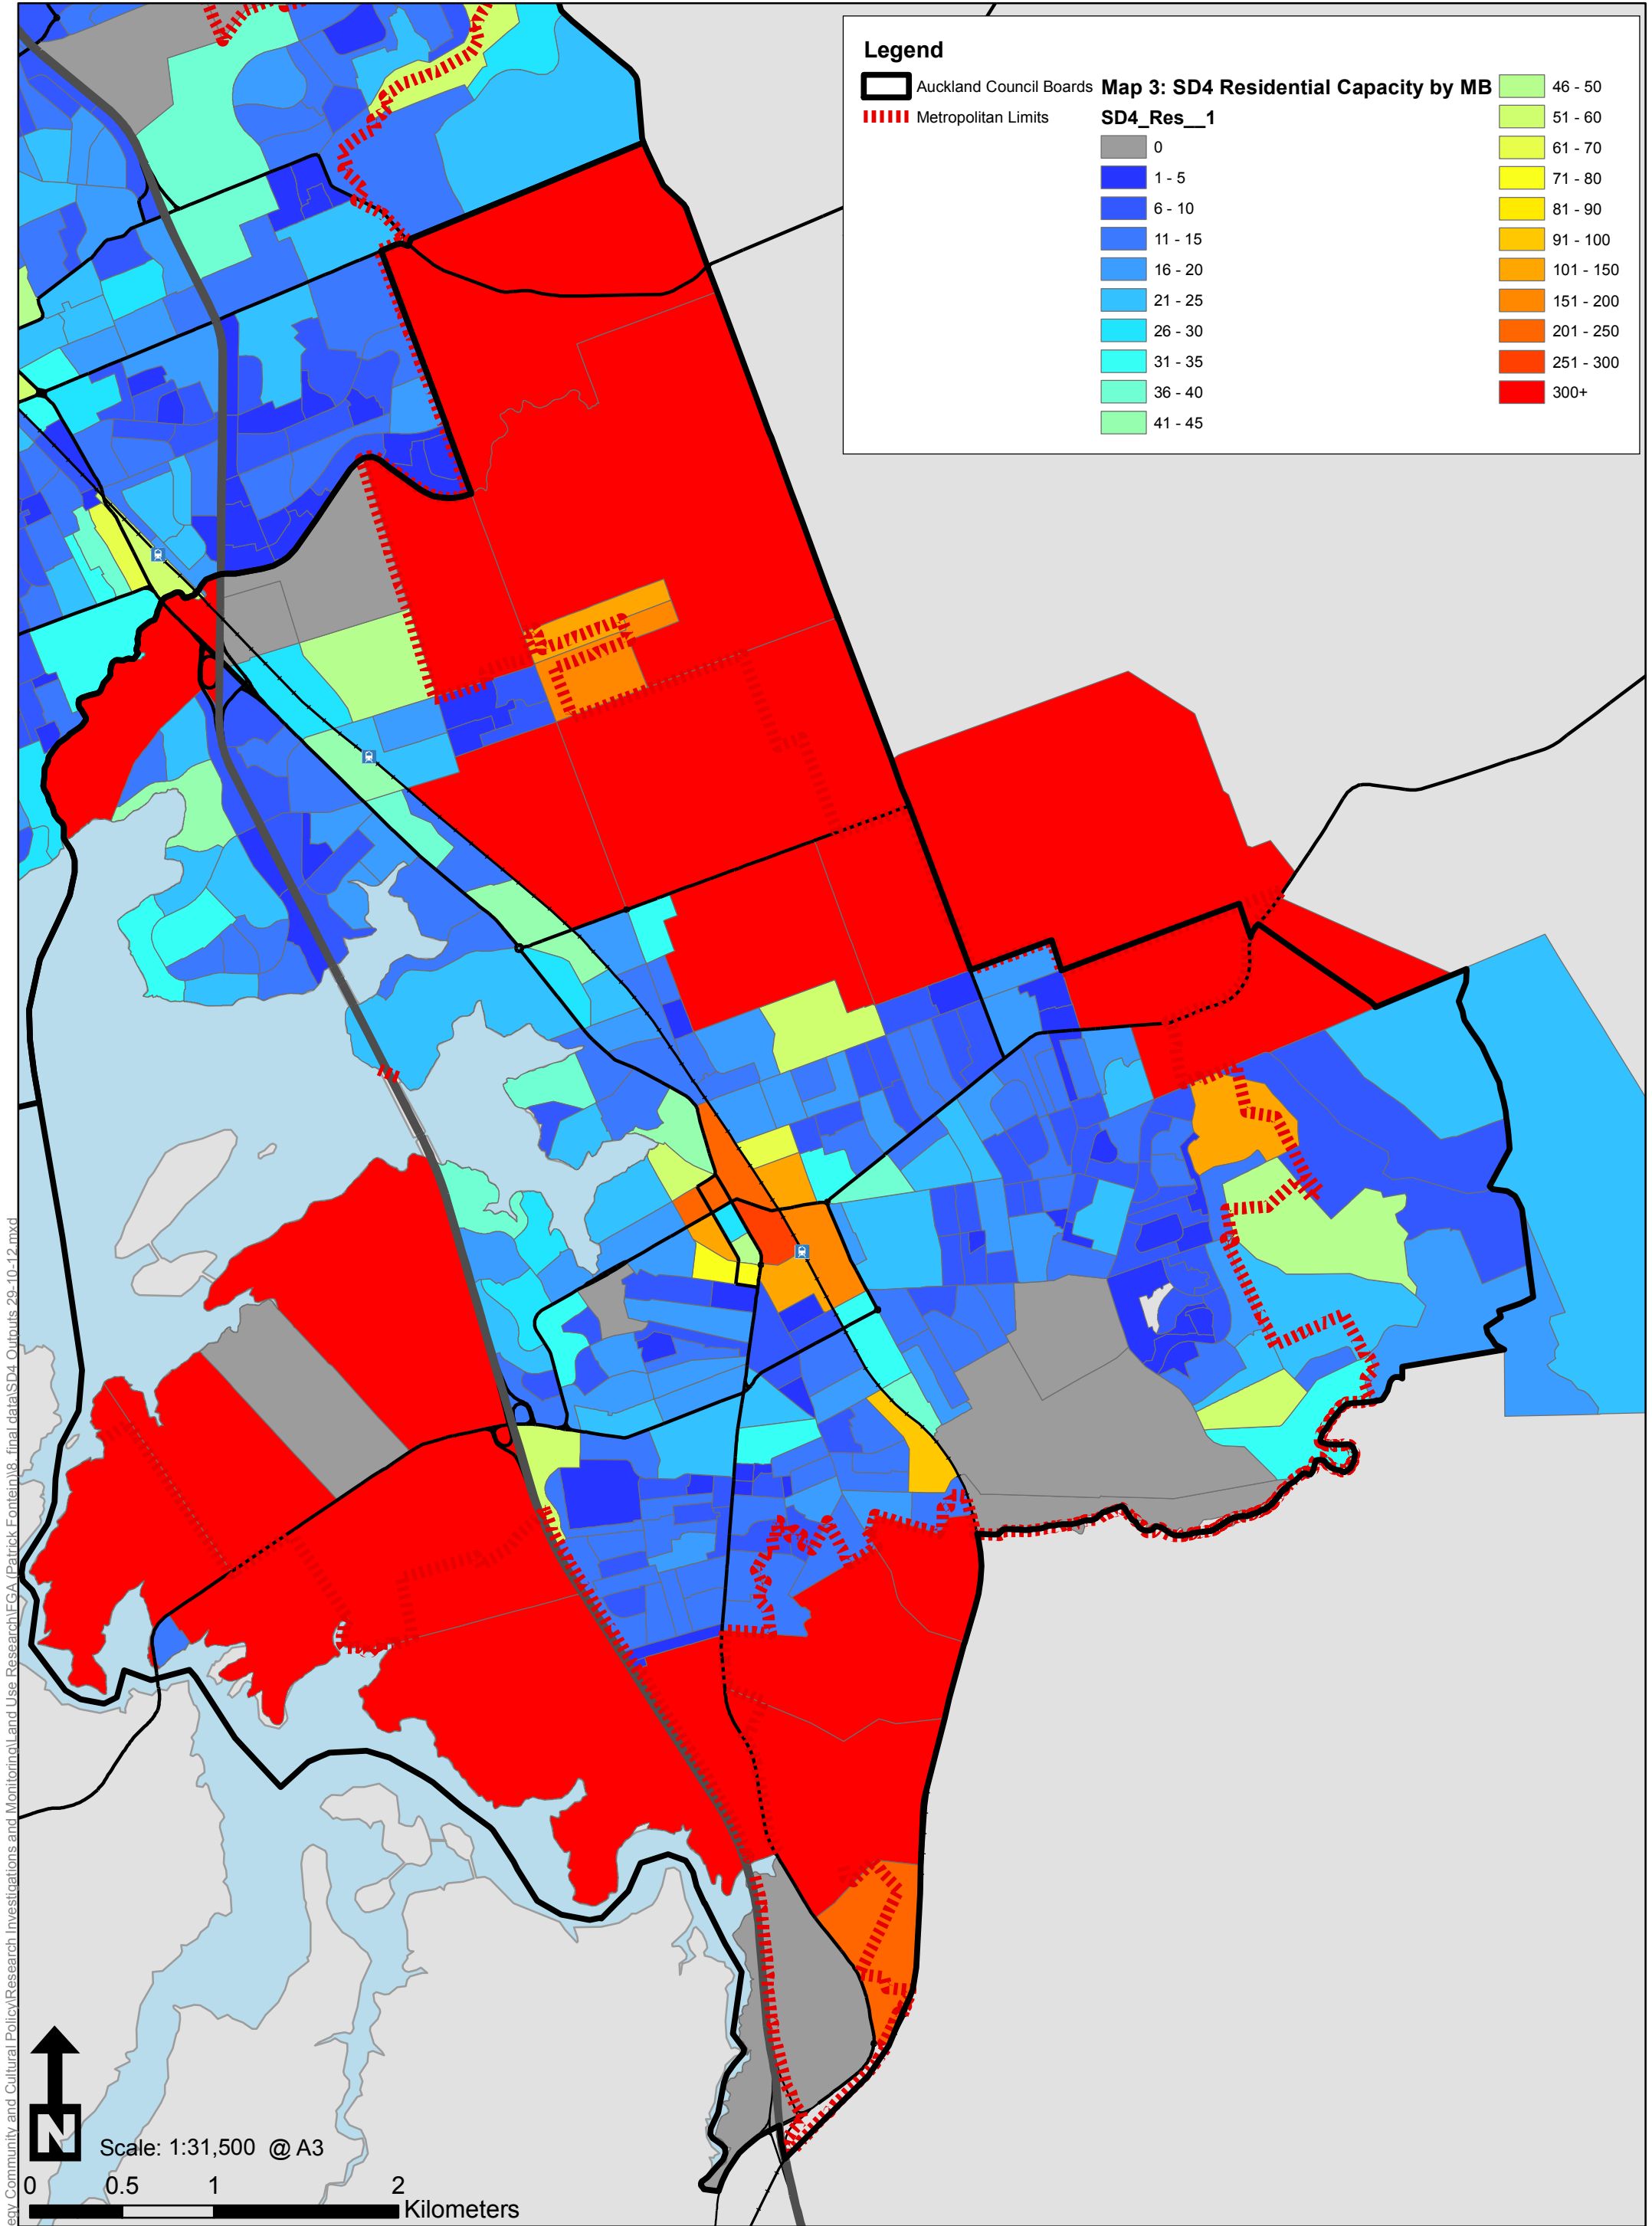 Legend
Auckland Council Boards
Metropolitan Limits
Map 3: SD4 Residential Capacity by MB
SD4_Res__1
0
1 - 5
6 - 10
11 - 15
16 - 20
21 - 25
26 - 30
31 - 35
36 - 40
41 - 45
46 - 50
51 - 60
61 - 70
71 - 80
81 - 90
91 - 100
101 - 150
151 - 200
201 - 250
251 - 300
300+
egy Community and Cultural Policy\Research Investigations and Monitoring\Land Use Research\FGA (Patrick Fontein)\8_final data\SD4 Outputs 29-10-12.mxd
N
Scale: 1:31,500 @ A3
0 0.5 1 2
Kilometers